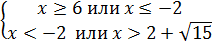 x ≥ 6 или x ≤ −2
x < −2 или x > 2 + √15